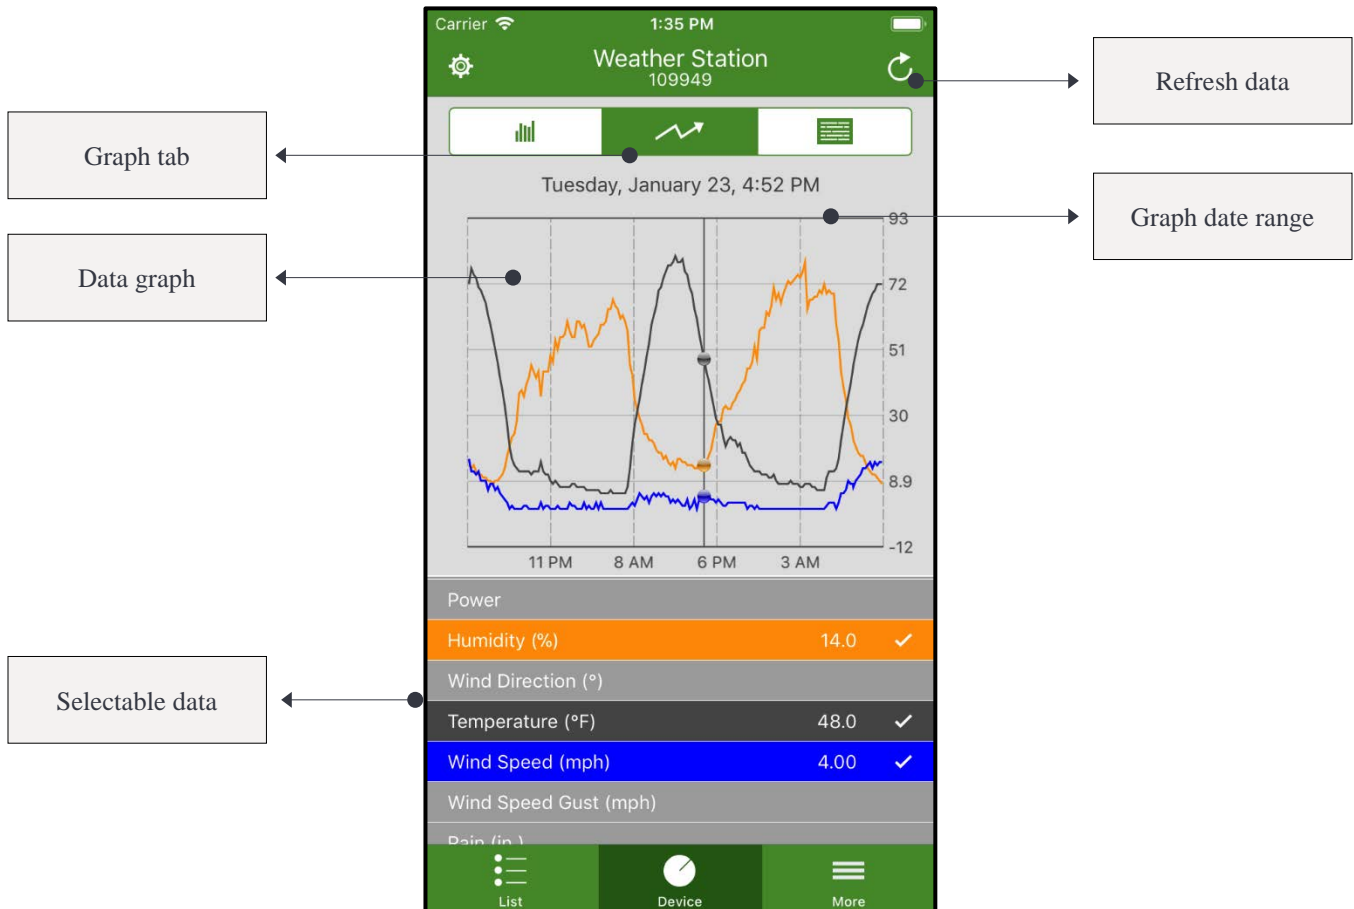 Carrier
1:35 PM
Weather Station
109949
Refresh data
Graph tab
Tuesday, January 23, 4:52 PM
Graph date range
93
Data graph
72
51
30
8.9
-12
11 PM 8 AM 6 PM 3 AM
Power
Humidity (%) 14.0
Wind Direction (°)
Selectable data
Temperature (°F) 48.0
Wind Speed (mph) 4.00
Wind Speed Gust (mph)
Rain (in.)
List Device More